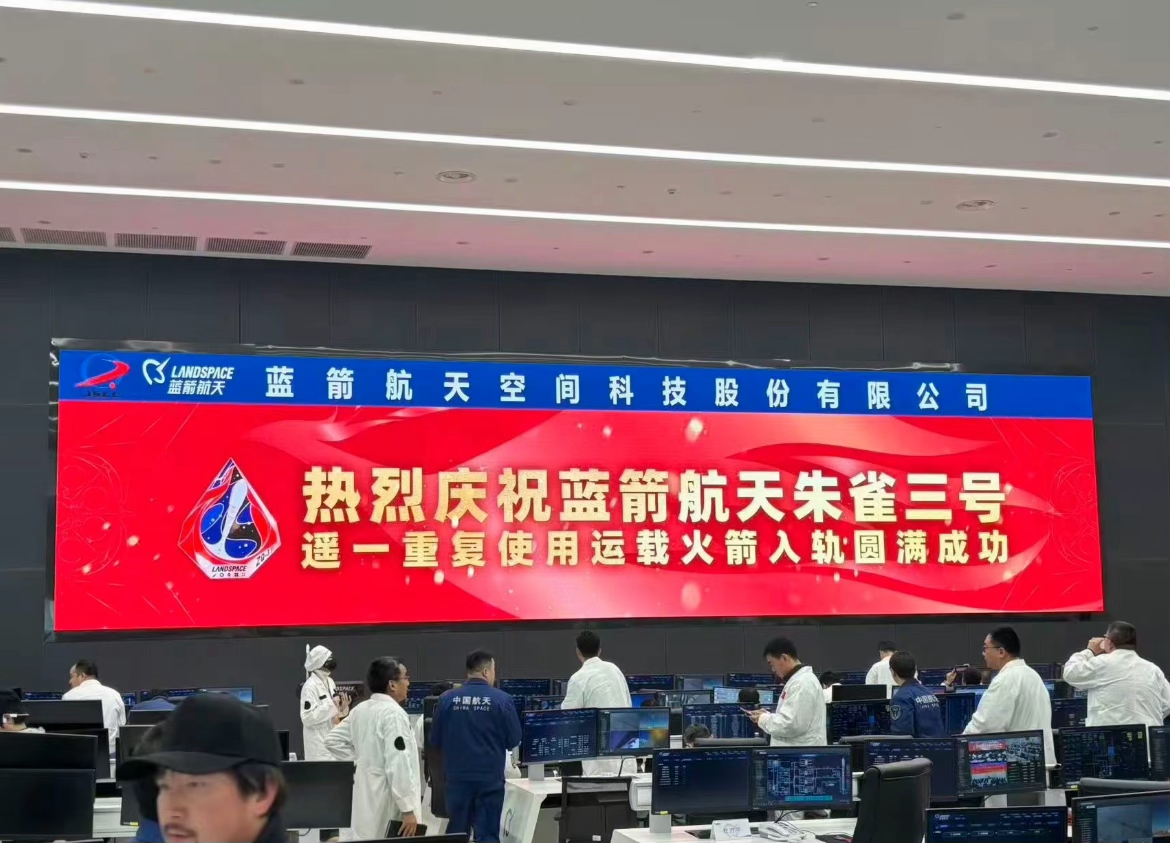 LANDSPACE
蓝箭航天
蓝箭航天空间科技股份有限公司
热烈庆祝蓝箭航天朱雀三号
遥一重复使用运载火箭入轨圆满成功
LANDSPACE
中国航天
CHINA SPACE